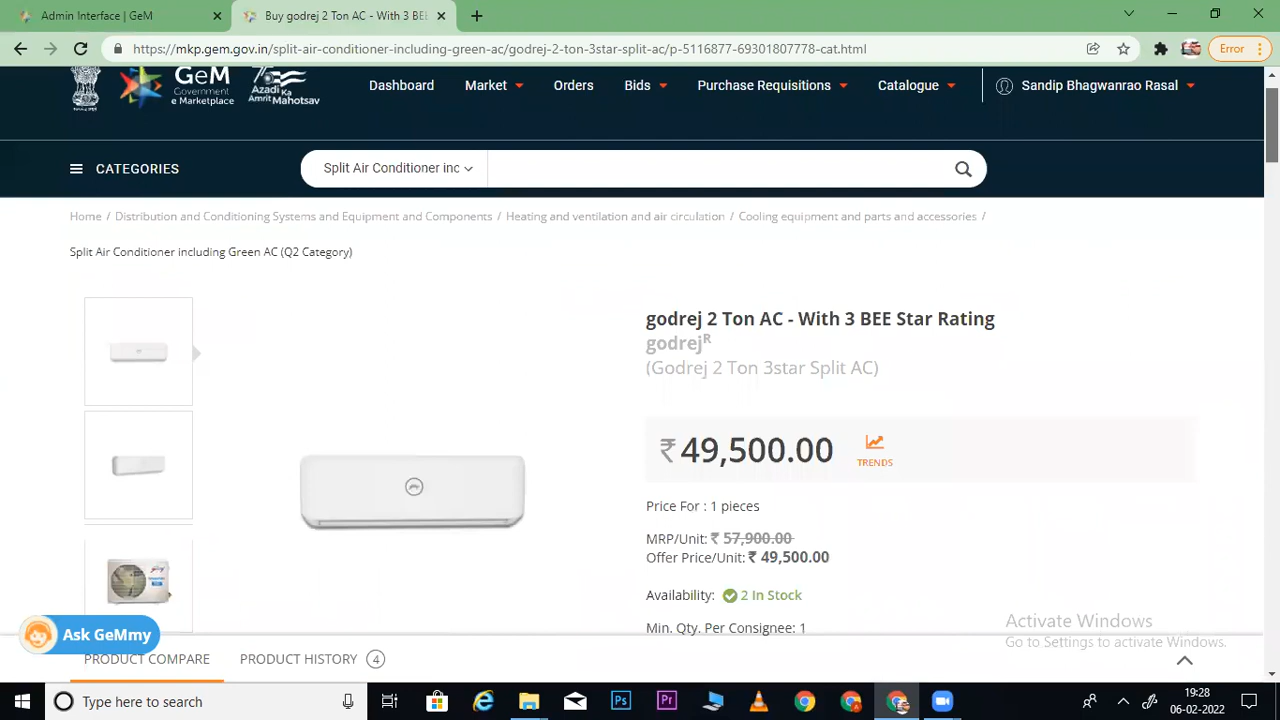 Admin Interface | GeM
Buy godrej 2 Ton AC - With 3 BEE
https://mkp.gem.gov.in/split-air-conditioner-including-green-ac/godrej-2-ton-3star-split-ac/p-5116877-69301807778-cat.html
Error
GeM
Government
e Marketplace
75
Azadi Ka
Amrit Mahotsav
Dashboard
Market
Orders
Bids
Purchase Requisitions
Catalogue
Sandip Bhagwanrao Rasal
CATEGORIES
Split Air Conditioner inc
Home / Distribution and Conditioning Systems and Equipment and Components / Heating and ventilation and air circulation / Cooling equipment and parts and accessories /
Split Air Conditioner including Green AC (Q2 Category)
godrej 2 Ton AC - With 3 BEE Star Rating
godrejᴿ
(Godrej 2 Ton 3star Split AC)
₹ 49,500.00
TRENDS
Price For : 1 pieces
MRP/Unit: ₹ 57,900.00
Offer Price/Unit: ₹ 49,500.00
Availability: 2 In Stock
Min. Qty. Per Consignee: 1
Activate Windows
Go to Settings to activate Windows.
Ask GeMmy
PRODUCT COMPARE
PRODUCT HISTORY 4
Type here to search
Ps
Pr
19:28
06-02-2022